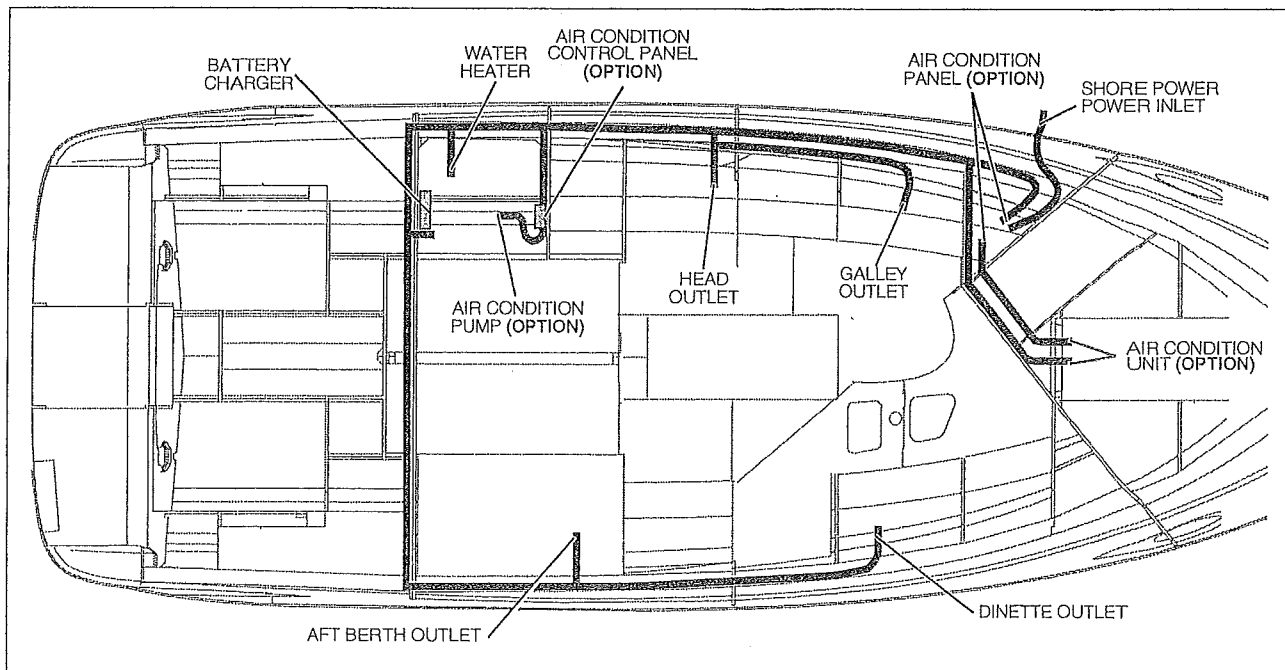 AIR CONDITION
CONTROL PANEL
(OPTION)
WATER
HEATER
BATTERY
CHARGER
AIR CONDITION
PANEL (OPTION)
SHORE POWER
POWER INLET
HEAD
OUTLET
GALLEY
OUTLET
AIR CONDITION
PUMP (OPTION)
AIR CONDITION
UNIT (OPTION)
AFT BERTH OUTLET
DINETTE OUTLET